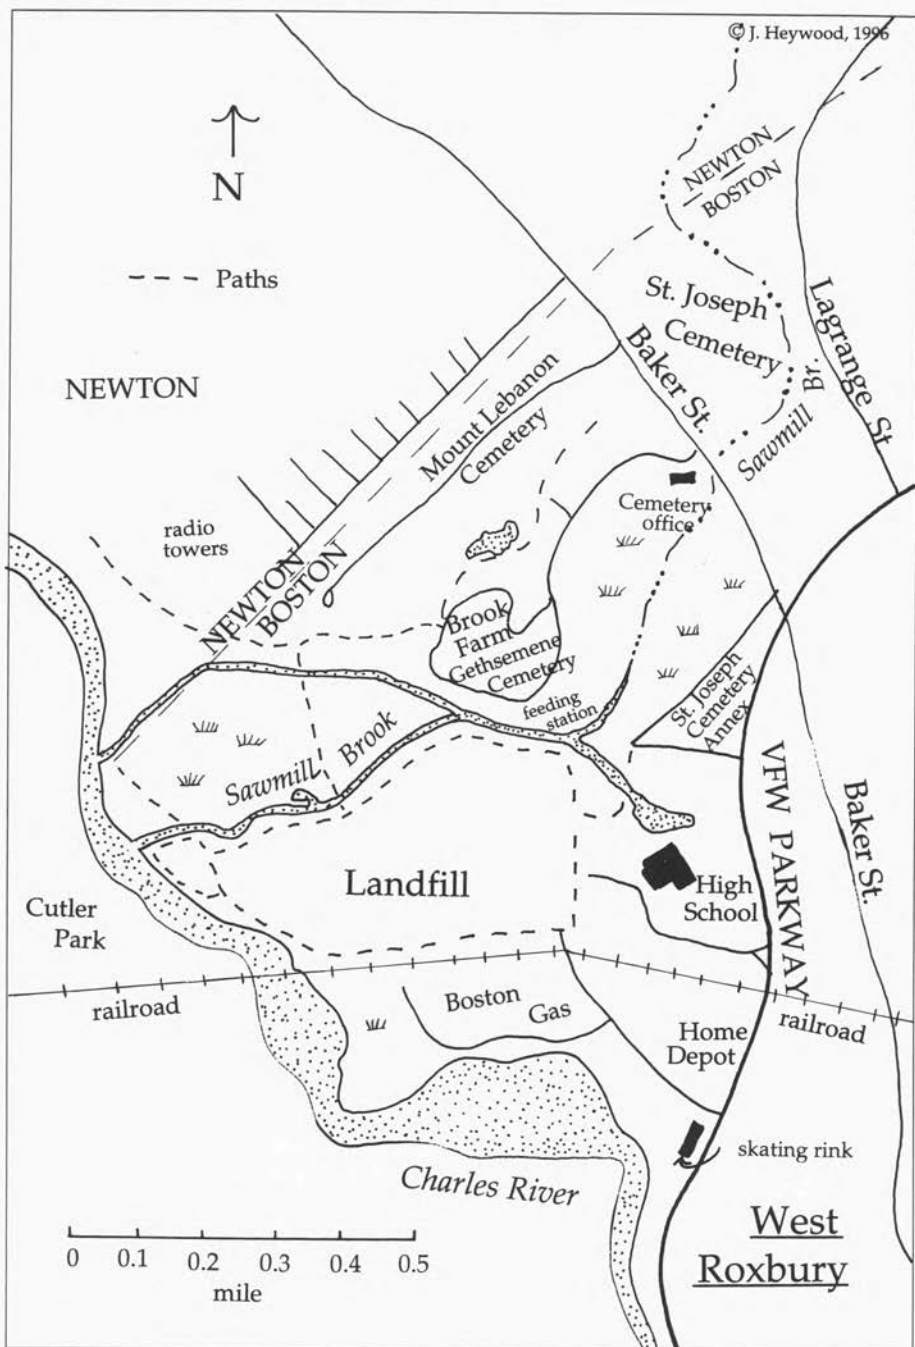 © J. Heywood, 1996
N
Paths
NEWTON
BOSTON
St. Joseph
Cemetery
Lagrange St
Baker St.
Sawmill Br.
NEWTON
Mount Lebanon
Cemetery
radio
towers
Cemetery
office
NEWTON
BOSTON
Brook
Farm
Gethsemene
Cemetery
feeding
station
St. Joseph
Cemetery
Annex
Sawmill Brook
VFW PARKWAY
Baker St.
Landfill
High
School
Cutler
Park
railroad
Boston
Gas
railroad
Home
Depot
skating rink
Charles River
West
Roxbury
0 0.1 0.2 0.3 0.4 0.5
mile